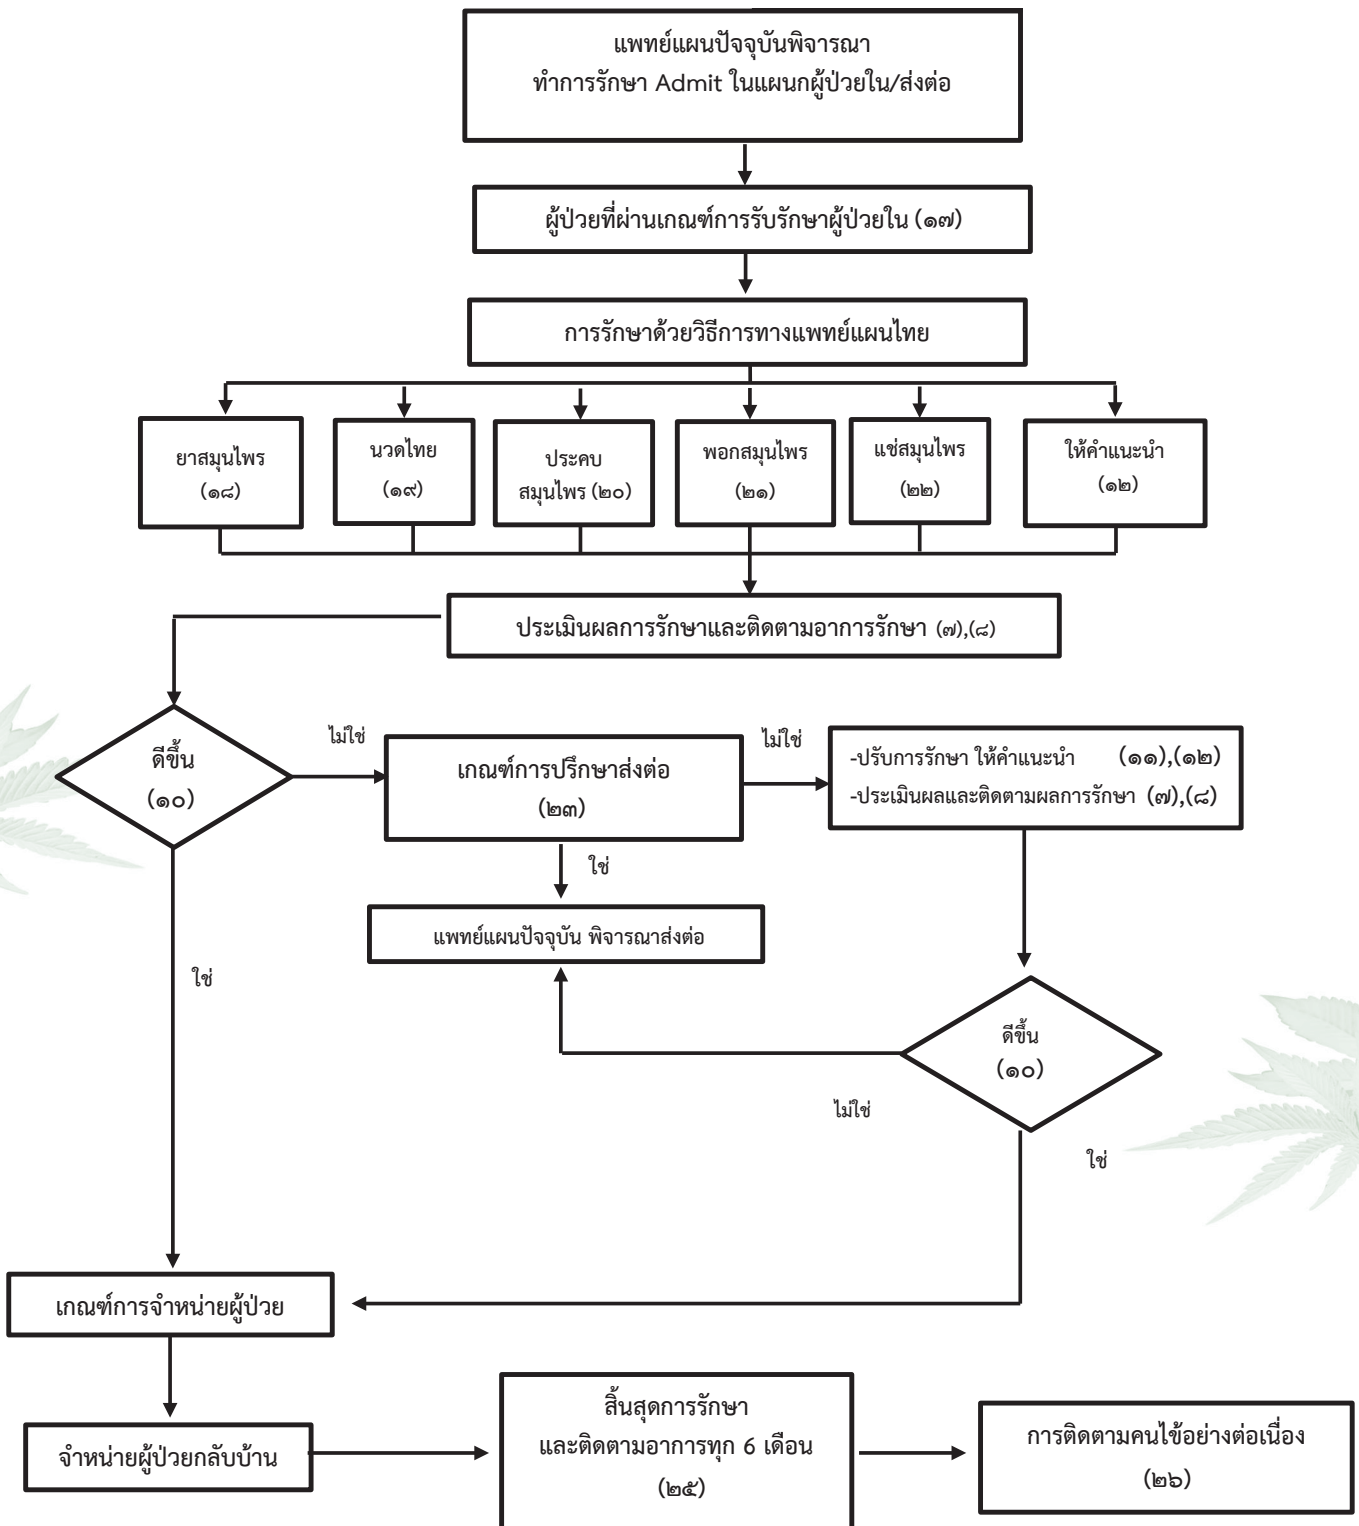 แพทย์แผนปัจจุบันพิจารณา
ทำการรักษา Admit ในแผนกผู้ป่วยใน/ส่งต่อ
ผู้ป่วยที่ผ่านเกณฑ์การรับรักษาผู้ป่วยใน (๑๗)
การรักษาด้วยวิธีการทางแพทย์แผนไทย
ยาสมุนไพร
(๑๘)
นวดไทย
(๑๙)
ประคบ
สมุนไพร (๒๐)
พอกสมุนไพร
(๒๑)
แช่สมุนไพร
(๒๒)
ให้คำแนะนำ
(๑๒)
ประเมินผลการรักษาและติดตามอาการรักษา (๗),(๘)
ดีขึ้น
(๑๐)
ไม่ใช่
เกณฑ์การปรึกษาส่งต่อ
(๒๓)
ไม่ใช่
-ปรับการรักษา ให้คำแนะนำ (๑๑),(๑๒)
-ประเมินผลและติดตามผลการรักษา (๗),(๘)
ใช่
แพทย์แผนปัจจุบัน พิจารณาส่งต่อ
ใช่
ดีขึ้น
(๑๐)
ไม่ใช่
ใช่
เกณฑ์การจำหน่ายผู้ป่วย
จำหน่ายผู้ป่วยกลับบ้าน
สิ้นสุดการรักษา
และติดตามอาการทุก 6 เดือน
(๒๕)
การติดตามคนไข้อย่างต่อเนื่อง
(๒๖)